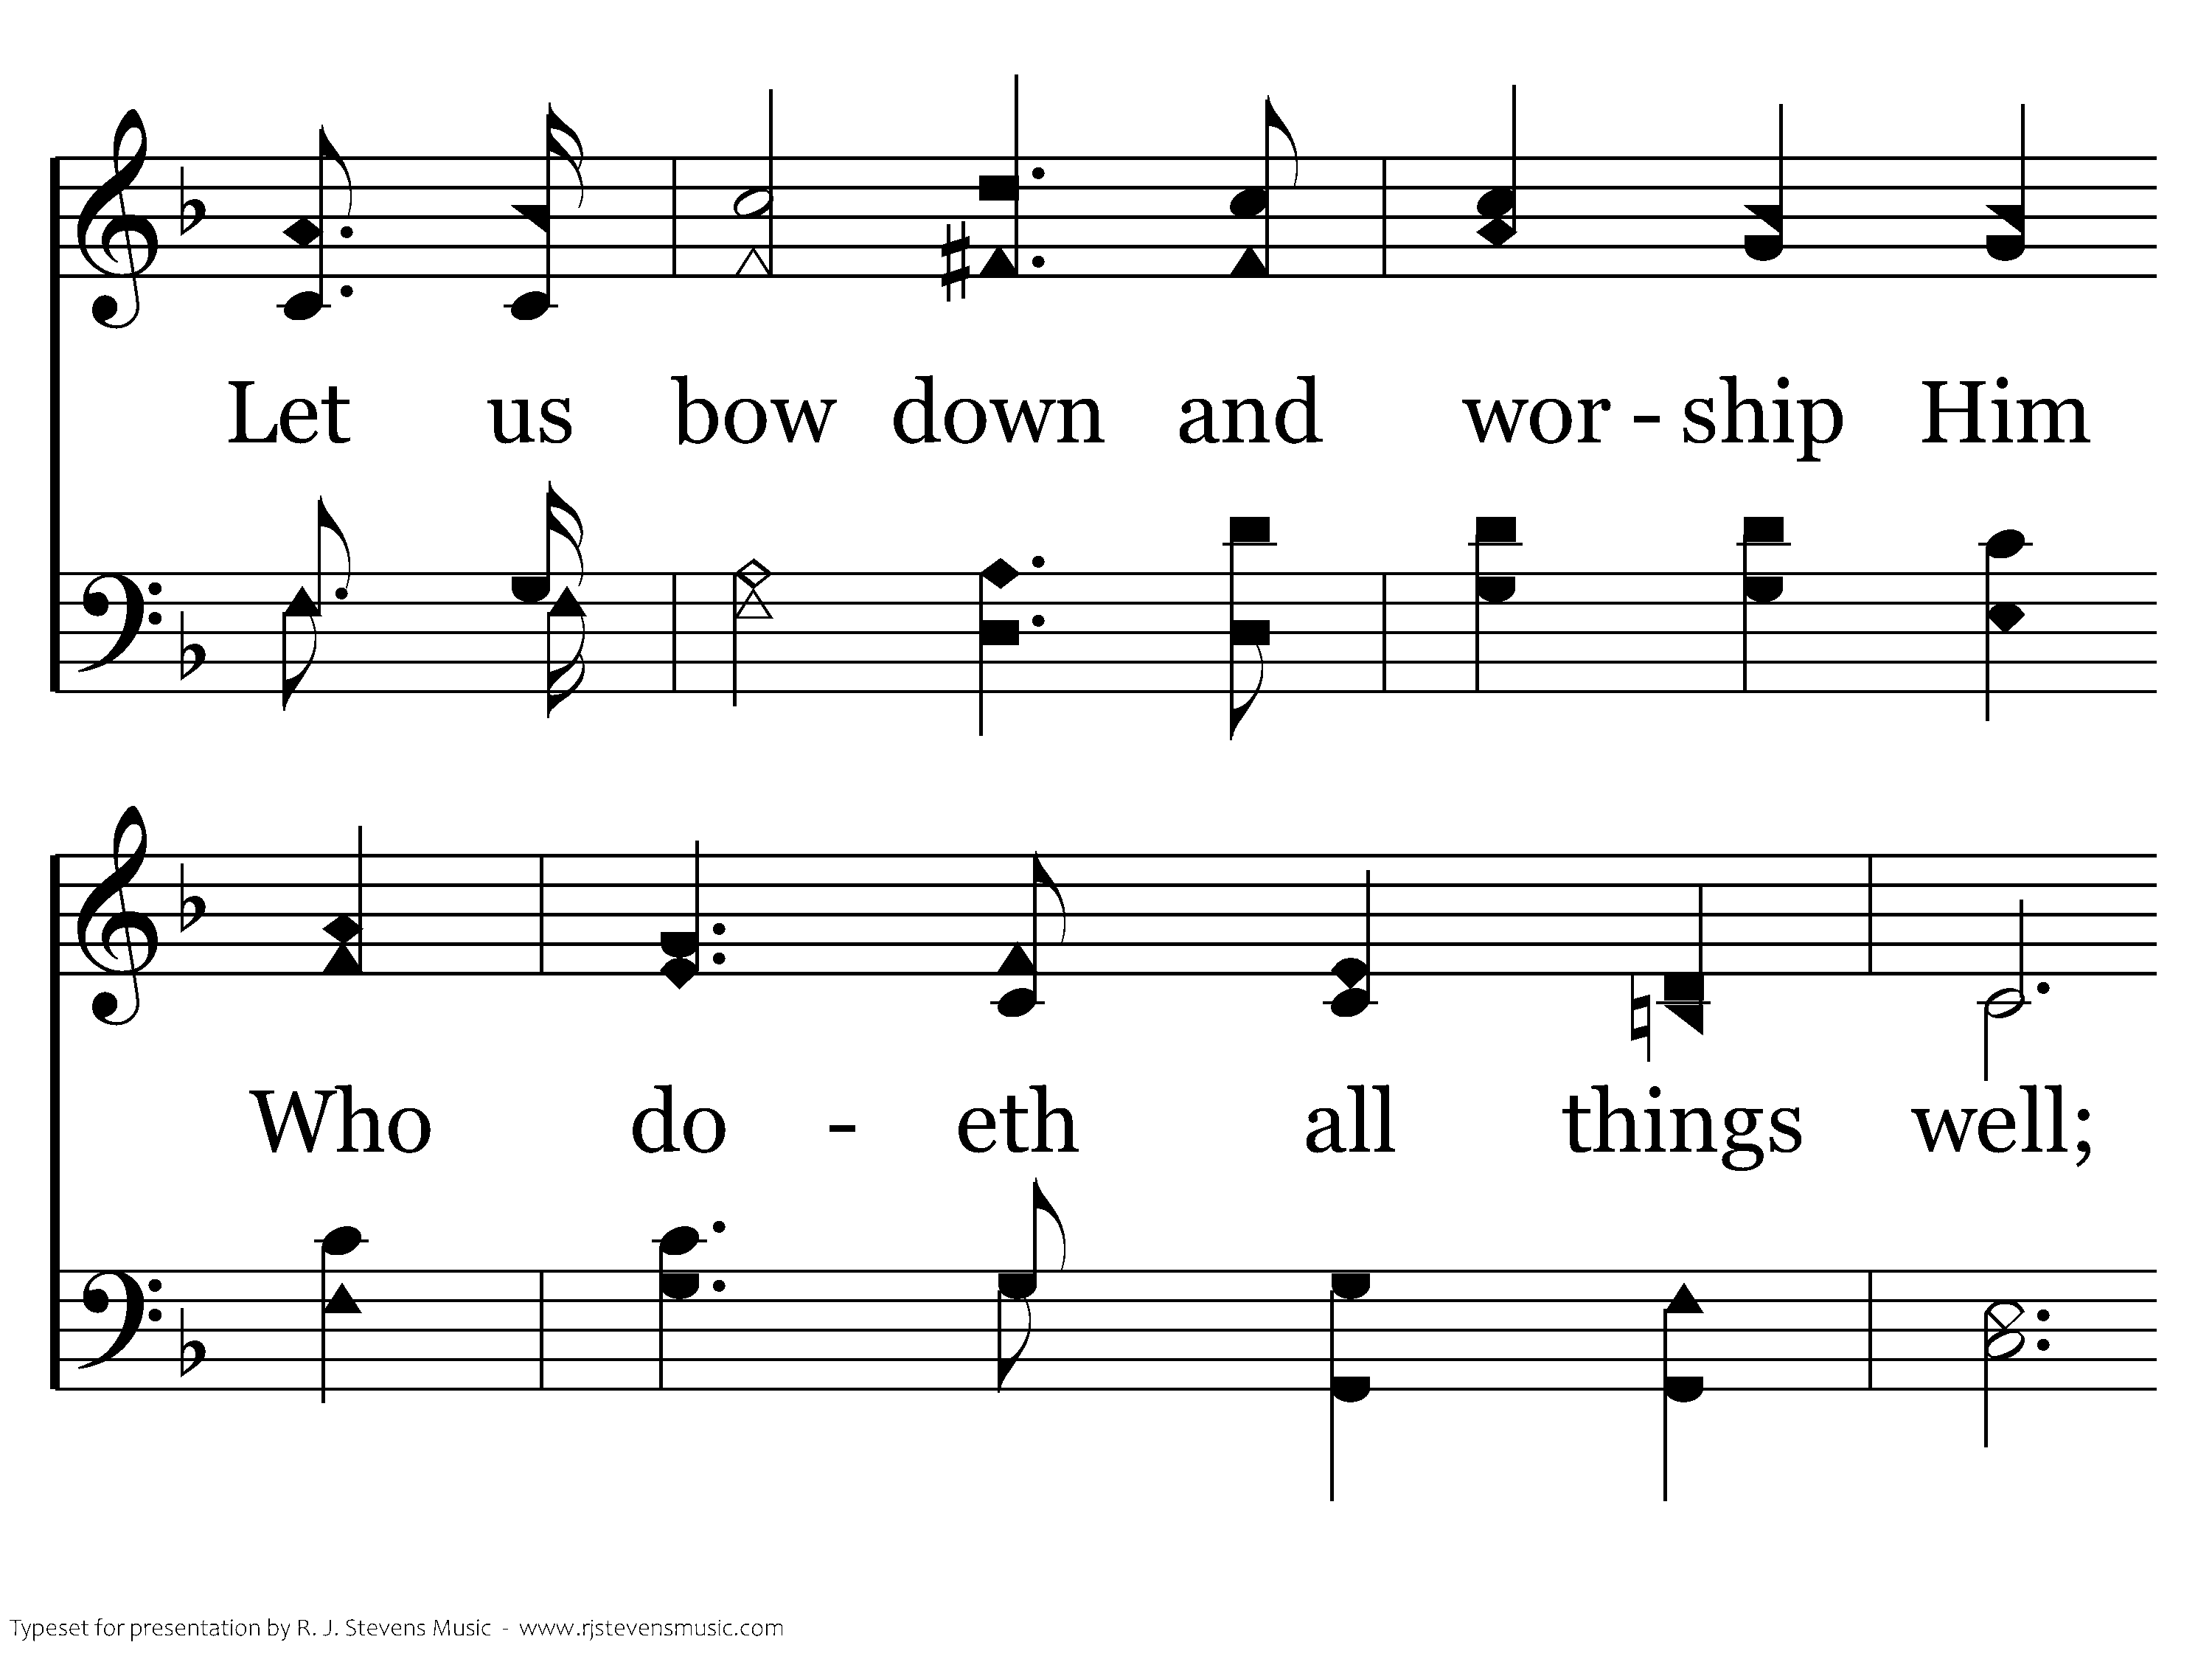 Let us bow down and wor - ship Him
Who do - eth all things well;
Typeset for presentation by R. J. Stevens Music - www.rjstevensmusic.com